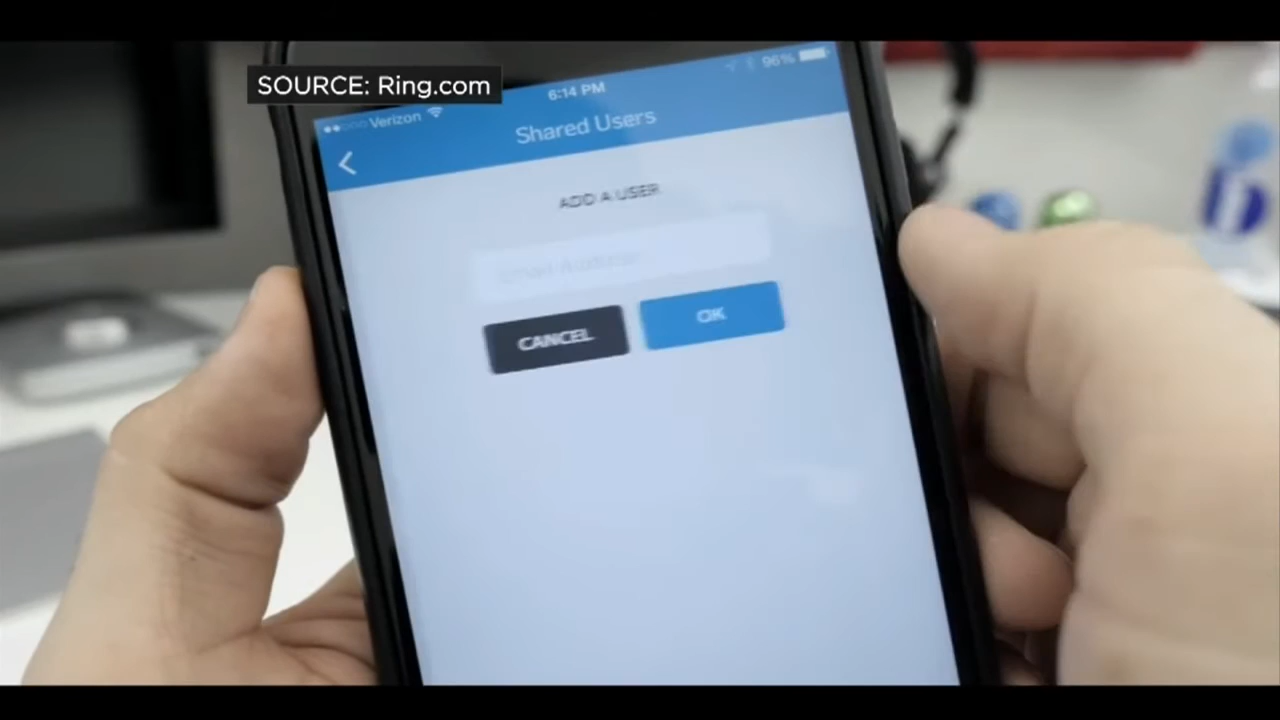 SOURCE: Ring.com
Verizon 6:14 PM 96%
Shared Users
ADD A USER
Email Address
CANCEL OK